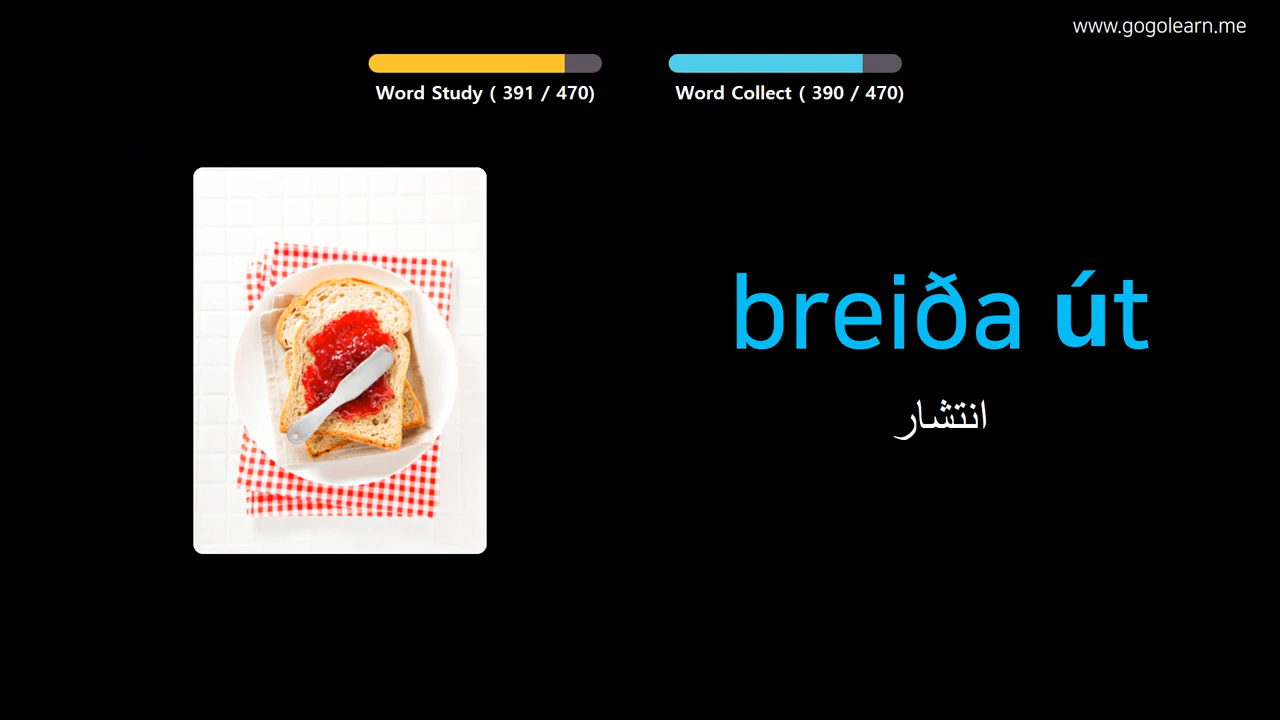 www.gogolearn.me
Word Study ( 391 / 470)
Word Collect ( 390 / 470)
breiða út
انتشار